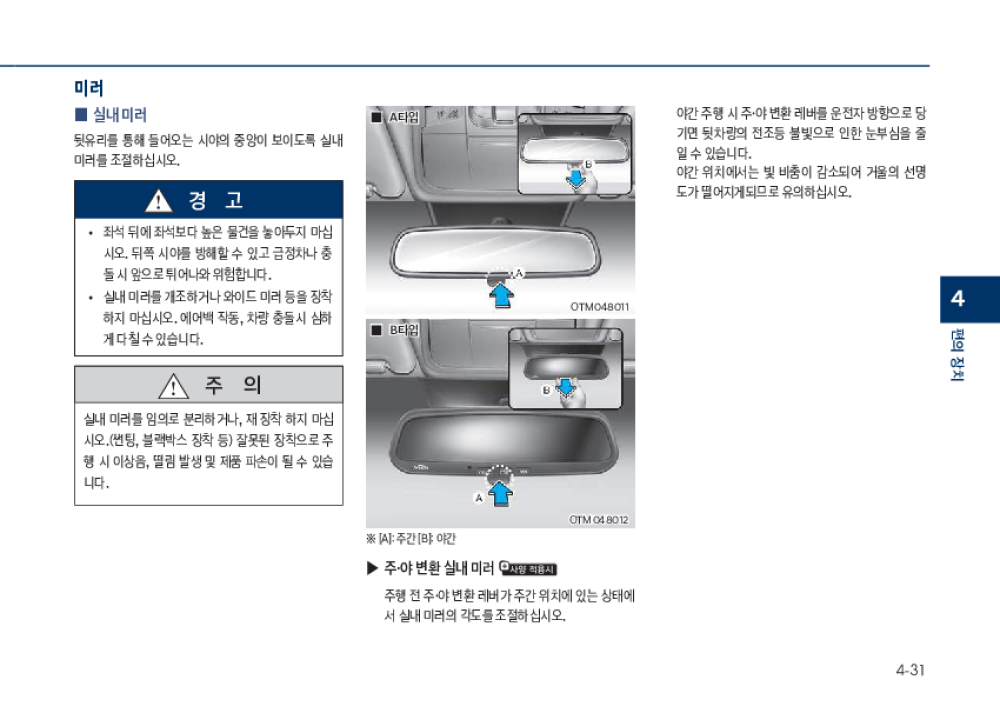 미러
■ 실내 미러
뒷유리를 통해 들어오는 시야의 중앙이 보이도록 실내
미러를 조절하십시오.
경 고
• 좌석 뒤에 좌석보다 높은 물건을 놓아두지 마십
시오. 뒤쪽 시야를 방해할 수 있고 급정차나 충
돌 시 앞으로 튀어나와 위험합니다.
• 실내 미러를 개조하거나 와이드 미러 등을 장착
하지 마십시오. 에어백 작동, 차량 충돌시 심하
게 다칠 수 있습니다.
주 의
실내 미러를 임의로 분리하거나, 재 장착 하지 마십
시오.(썬팅, 블랙박스 장착 등) 잘못된 장착으로 주
행 시 이상음, 떨림 발생 및 제품 파손이 될 수 있습
니다.
■ A타입
B
A
OTM048011
■ B타입
B
A
OTM048012
※ [A]: 주간 [B]: 야간
▶ 주·야 변환 실내 미러 사양 적용시
주행 전 주·야 변환 레버가 주간 위치에 있는 상태에
서 실내 미러의 각도를 조절하십시오.
야간 주행 시 주·야 변환 레버를 운전자 방향으로 당
기면 뒷차량의 전조등 불빛으로 인한 눈부심을 줄
일 수 있습니다.
야간 위치에서는 빛 비춤이 감소되어 거울의 선명
도가 떨어지게되므로 유의하십시오.
4
편의 장치
4-31